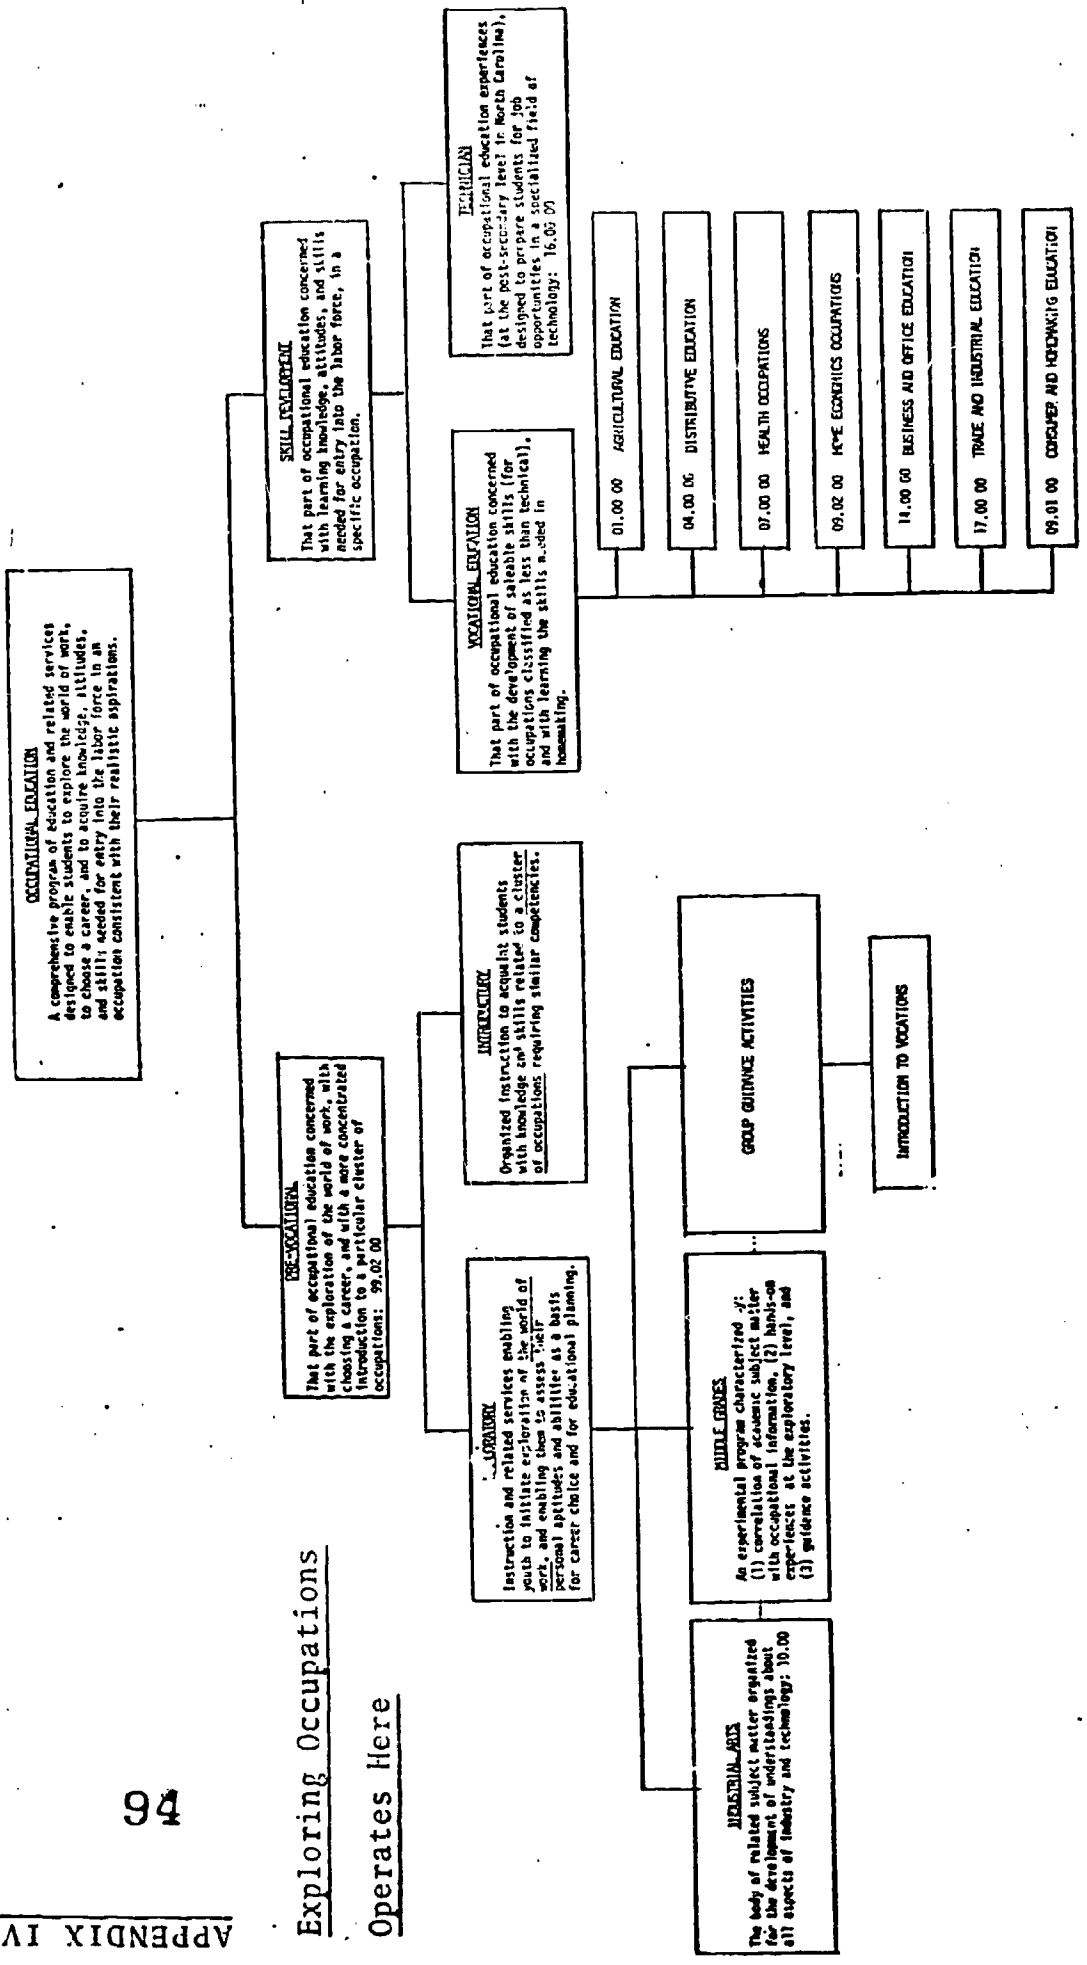 APPENDIX IV
94
Exploring Occupations
Operates Here
OCCUPATIONAL EDUCATION
A comprehensive program of education and related services
designed to enable students to explore the world of work,
to choose a career, and to acquire knowledge, attitudes,
and skills needed for entry into the labor force in an
occupation consistent with their realistic aspirations.
PRE-VOCATIONAL
That part of occupational education concerned
with the exploration of the world of work, with
choosing a career, and with a more concentrated
introduction to a particular cluster of
occupations: 99.02 00
SKILL DEVELOPMENT
That part of occupational education concerned
with learning knowledge, attitudes, and skills
needed for entry into the labor force, in a
specific occupation.
LORATORY
Instruction and related services enabling
youth to initiate exploration of the world of
work, and enabling them to assess their
personal aptitudes and abilities as a basis
for career choice and for educational planning.
INTRODUCTORY
Organized instruction to acquaint students
with knowledge and skills related to a cluster
of occupations requiring similar competencies.
VOCATIONAL EDUCATION
That part of occupational education concerned
with the development of saleable skills (for
occupations classified as less than technical),
and with learning the skills needed in
homemaking.
TECHNICIAN
That part of occupational education experiences
(at the post-secondary level in North Carolina),
designed to prepare students for job
opportunities in a specialized field of
technology: 16.00 00
INDUSTRIAL ARTS
The body of related subject matter organized
for the development of understandings about
all aspects of industry and technology: 10.00
MIDDLE GRADES
An experimental program characterized -y:
(1) correlation of academic subject matter
with occupational information, (2) hands-on
experiences at the exploratory level, and
(3) guidance activities.
GROUP GUIDANCE ACTIVITIES
INTRODUCTION TO VOCATIONS
01.00 00 AGRICULTURAL EDUCATION
04.00 00 DISTRIBUTIVE EDUCATION
07.00 00 HEALTH OCCUPATIONS
09.02 00 HOME ECONOMICS OCCUPATIONS
14.00 00 BUSINESS AND OFFICE EDUCATION
17.00 00 TRADE AND INDUSTRIAL EDUCATION
09.01 00 CONSUMER AND HOMEMAKING EDUCATION